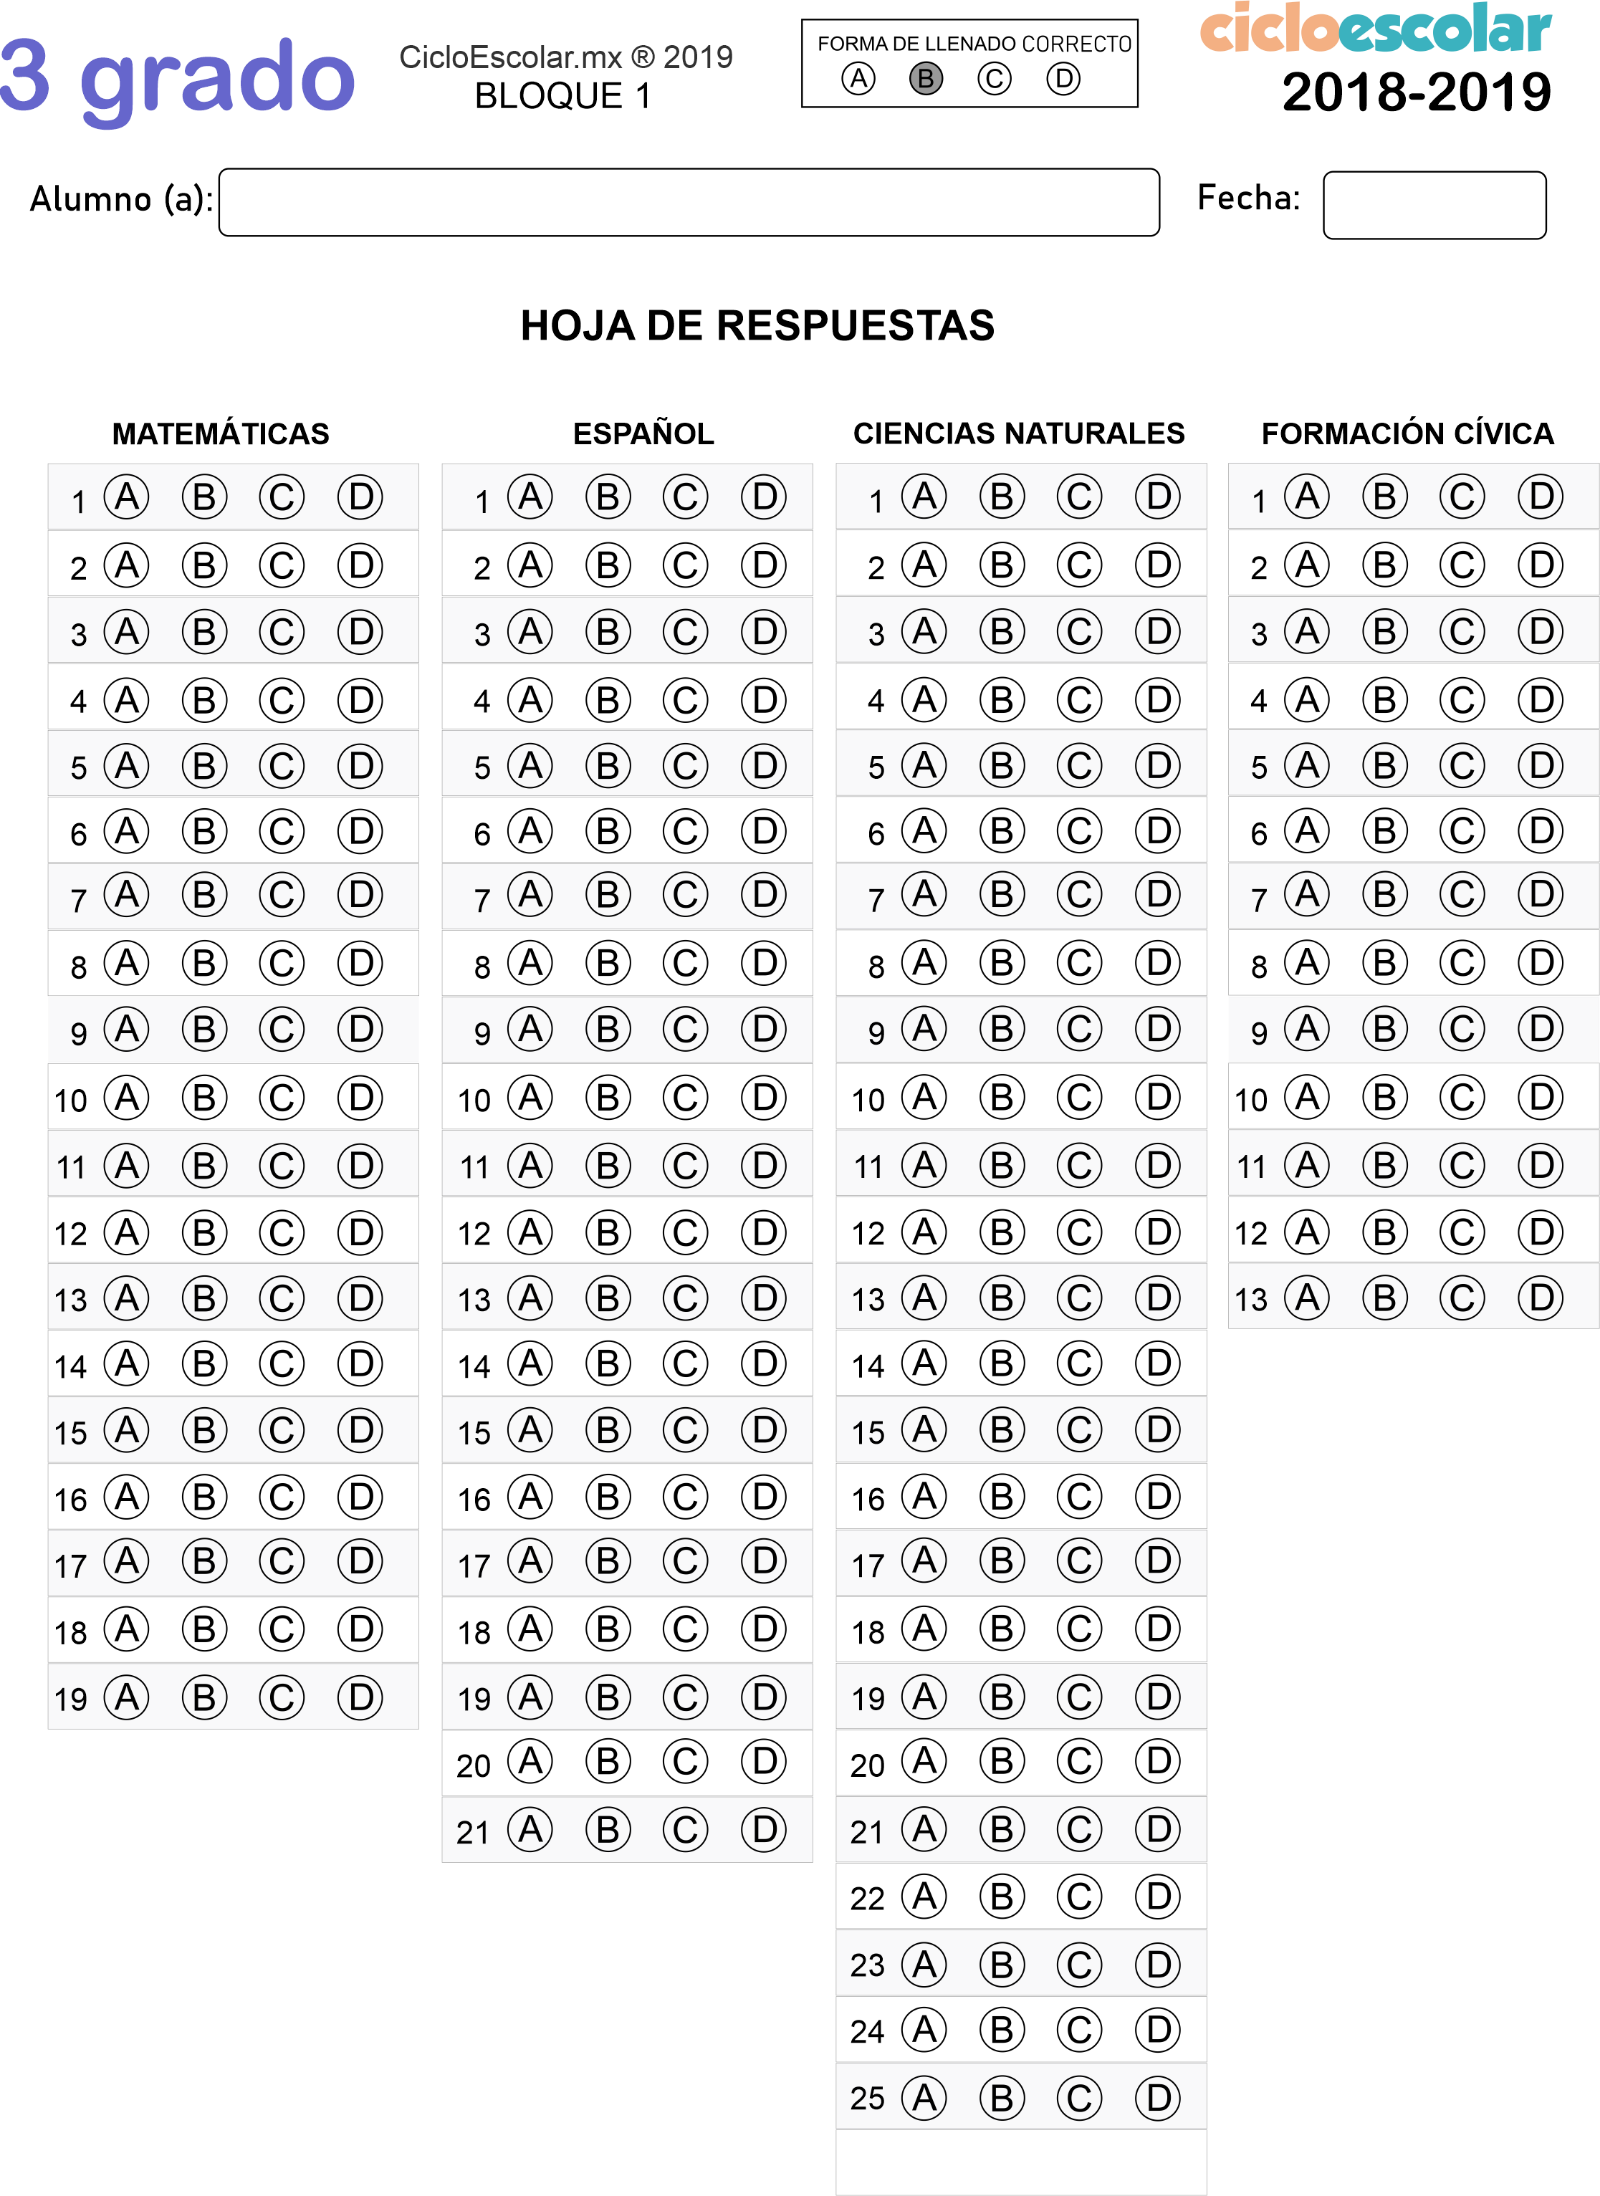 3 grado
CicloEscolar.mx ® 2019
BLOQUE 1
FORMA DE LLENADO CORRECTO
A B C D
cicloescolar
2018-2019
Alumno (a):
Fecha:
HOJA DE RESPUESTAS
MATEMÁTICAS
1 A B C D
2 A B C D
3 A B C D
4 A B C D
5 A B C D
6 A B C D
7 A B C D
8 A B C D
9 A B C D
10 A B C D
11 A B C D
12 A B C D
13 A B C D
14 A B C D
15 A B C D
16 A B C D
17 A B C D
18 A B C D
19 A B C D
ESPAÑOL
1 A B C D
2 A B C D
3 A B C D
4 A B C D
5 A B C D
6 A B C D
7 A B C D
8 A B C D
9 A B C D
10 A B C D
11 A B C D
12 A B C D
13 A B C D
14 A B C D
15 A B C D
16 A B C D
17 A B C D
18 A B C D
19 A B C D
20 A B C D
21 A B C D
CIENCIAS NATURALES
1 A B C D
2 A B C D
3 A B C D
4 A B C D
5 A B C D
6 A B C D
7 A B C D
8 A B C D
9 A B C D
10 A B C D
11 A B C D
12 A B C D
13 A B C D
14 A B C D
15 A B C D
16 A B C D
17 A B C D
18 A B C D
19 A B C D
20 A B C D
21 A B C D
22 A B C D
23 A B C D
24 A B C D
25 A B C D
FORMACIÓN CÍVICA
1 A B C D
2 A B C D
3 A B C D
4 A B C D
5 A B C D
6 A B C D
7 A B C D
8 A B C D
9 A B C D
10 A B C D
11 A B C D
12 A B C D
13 A B C D